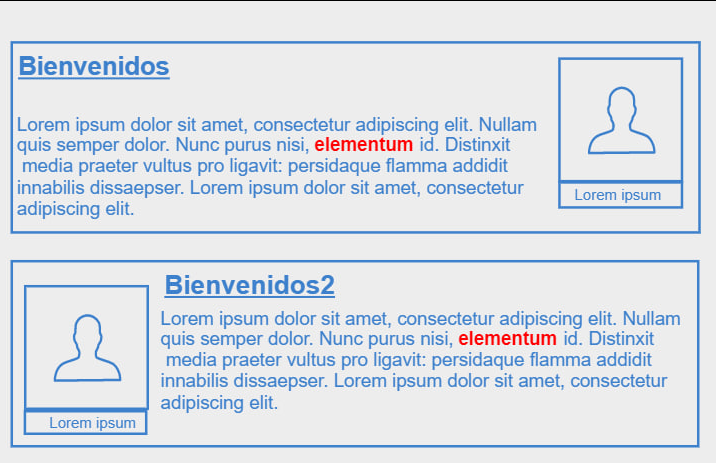 Bienvenidos
Lorem ipsum dolor sit amet, consectetur adipiscing elit. Nullam
quis semper dolor. Nunc purus nisi, elementum id. Distinxit
media praeter vultus pro ligavit: persidaque flamma addidit
innabilis dissaepser. Lorem ipsum dolor sit amet, consectetur
adipiscing elit.
Lorem ipsum
Bienvenidos2
Lorem ipsum dolor sit amet, consectetur adipiscing elit. Nullam
quis semper dolor. Nunc purus nisi, elementum id. Distinxit
media praeter vultus pro ligavit: persidaque flamma addidit
innabilis dissaepser. Lorem ipsum dolor sit amet, consectetur
adipiscing elit.
Lorem ipsum